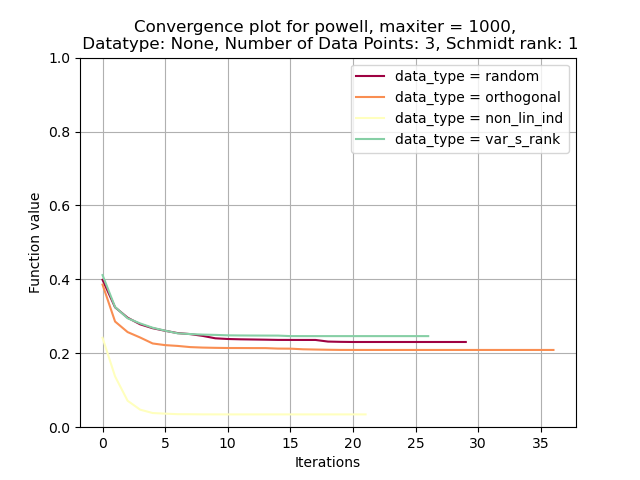 Convergence plot for powell, maxiter = 1000,
Datatype: None, Number of Data Points: 3, Schmidt rank: 1
data_type = random
data_type = orthogonal
data_type = non_lin_ind
data_type = var_s_rank
1.0
0.8
0.6
0.4
0.2
0.0
Function value
0 5 10 15 20 25 30 35
Iterations